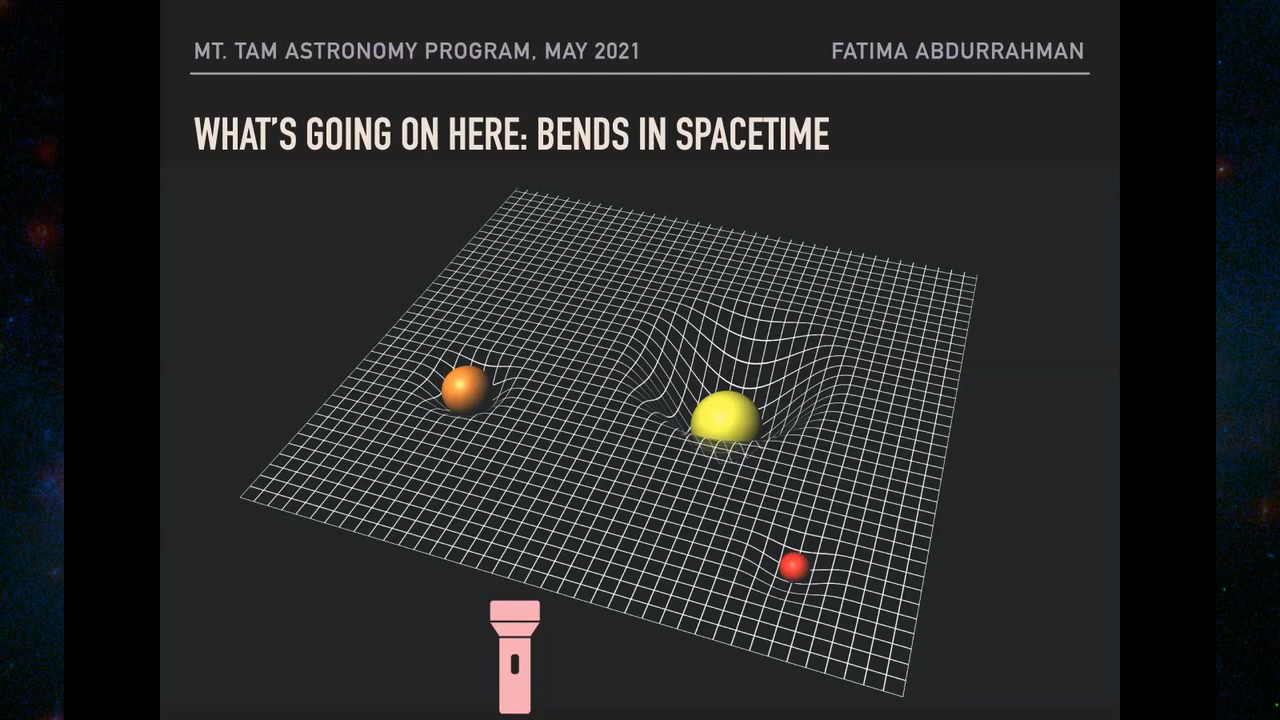 MT. TAM ASTRONOMY PROGRAM, MAY 2021 FATIMA ABDURRAHMAN
WHAT'S GOING ON HERE: BENDS IN SPACETIME